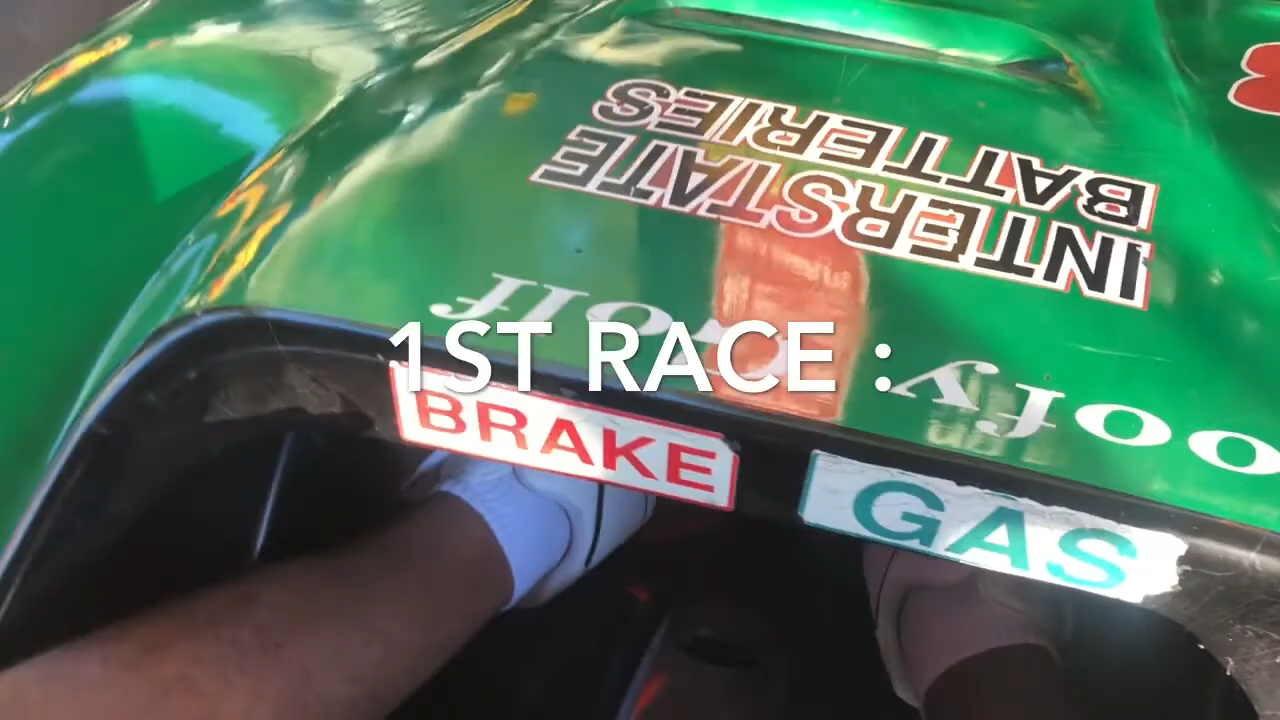 INTERSTATE
BATTERIES
1ST RACE :
BRAKE
GAS